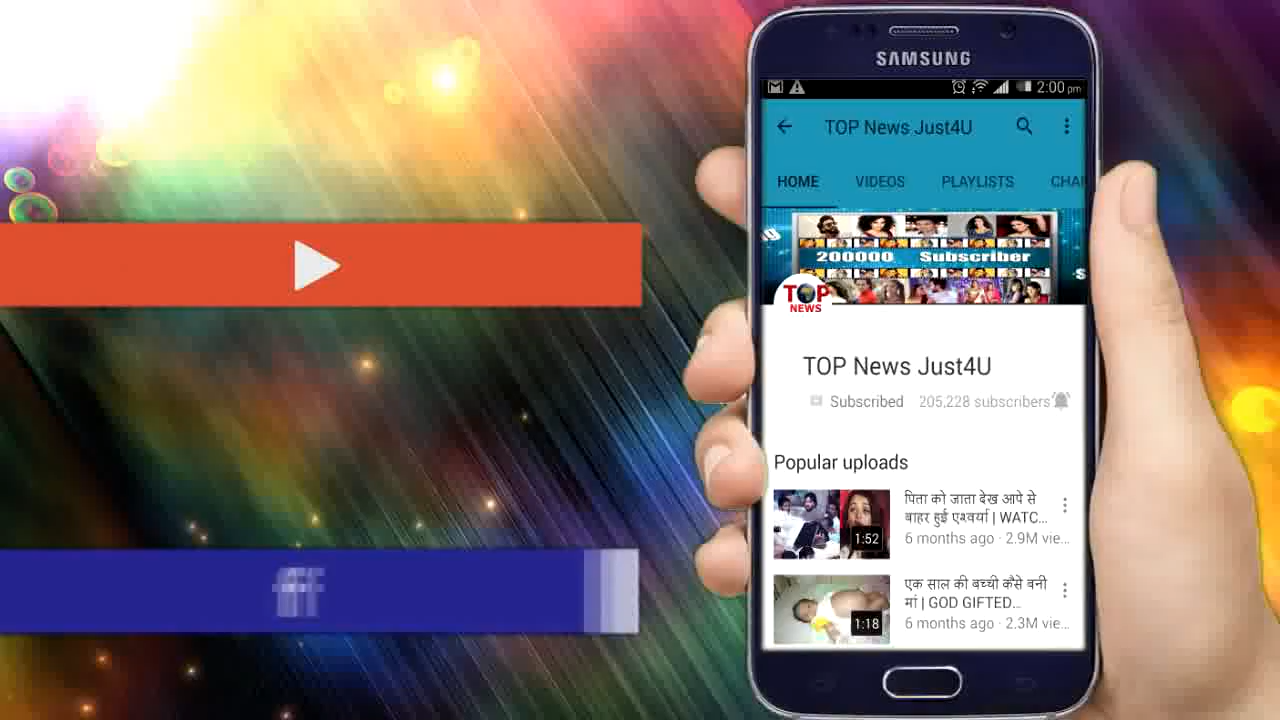 SAMSUNG
2:00 pm
TOP News Just4U
HOME VIDEOS PLAYLISTS CHA
200000 Subscriber
TOP
NEWS
TOP News Just4U
Subscribed 205,228 subscribers
Popular uploads
पिता को जाता देख आपे से
बाहर हुई एश्वर्या | WATC...
6 months ago · 2.9M vie...
1:52
एक साल की बच्ची कैसे बनी
मां | GOD GIFTED...
6 months ago · 2.3M vie...
1:18